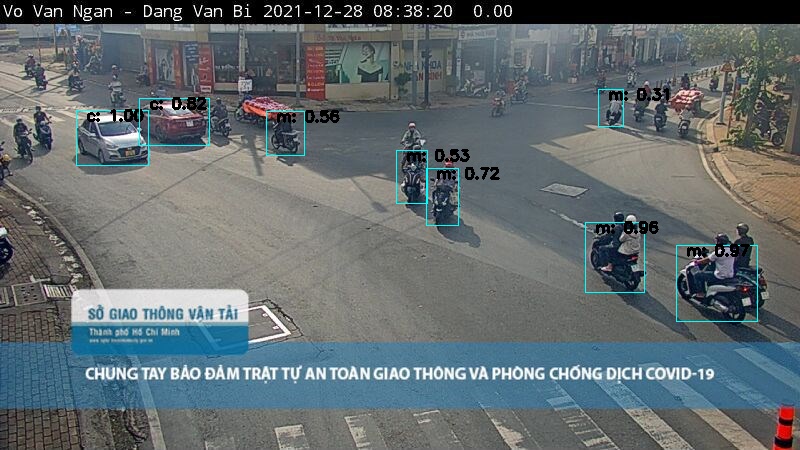 Vo Van Ngan - Dang Van Bi 2021-12-28 08:38:20 0.00
c: 1.00
c: 0.82
m: 0.56
m: 0.31
m: 0.53
m: 0.72
m: 0.96
m: 0.97
SỞ GIAO THÔNG VẬN TẢI
Thành phố Hồ Chí Minh
CHUNG TAY BẢO ĐẢM TRẬT TỰ AN TOÀN GIAO THÔNG VÀ PHÒNG CHỐNG DỊCH COVID-19